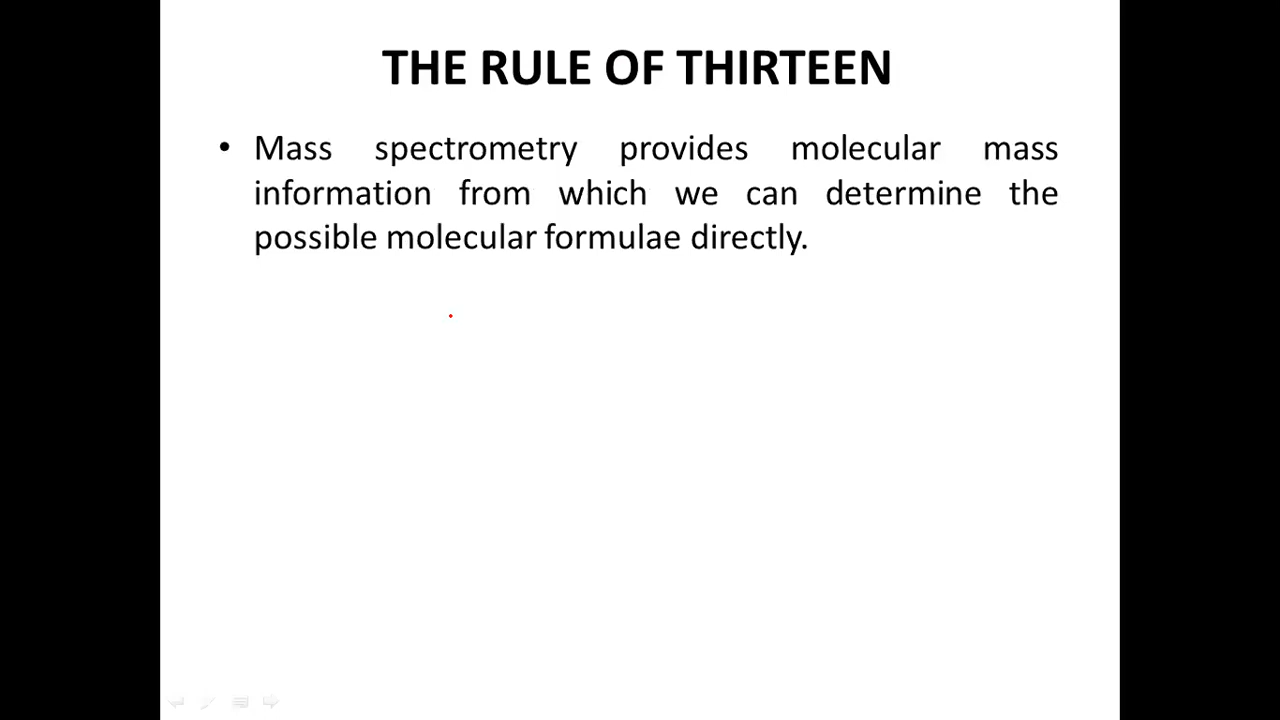 THE RULE OF THIRTEEN
• Mass spectrometry provides molecular mass
information from which we can determine the
possible molecular formulae directly.